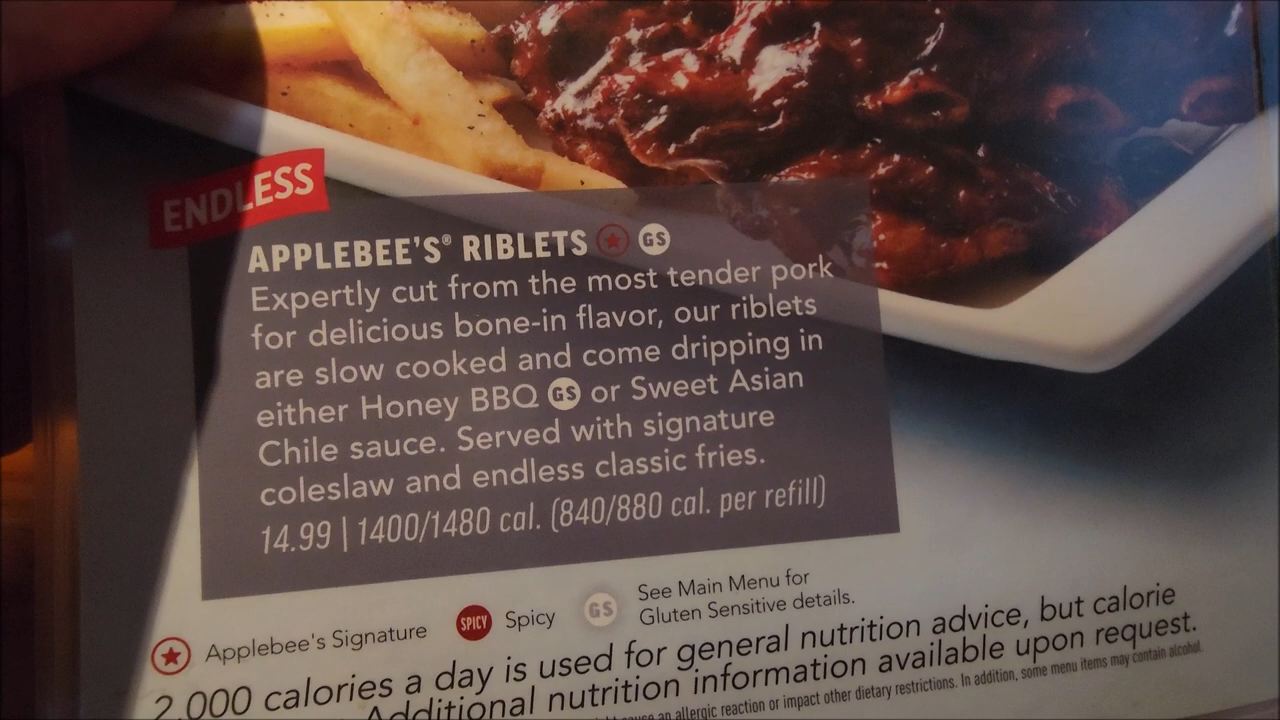 ENDLESS
APPLEBEE'S® RIBLETS GS
Expertly cut from the most tender pork
for delicious bone-in flavor, our riblets
are slow cooked and come dripping in
either Honey BBQ GS or Sweet Asian
Chile sauce. Served with signature
coleslaw and endless classic fries.
14.99 | 1400/1480 cal. (840/880 cal. per refill)
Applebee's Signature SPICY Spicy GS See Main Menu for
Gluten Sensitive details.
2,000 calories a day is used for general nutrition advice, but calorie
Additional nutrition information available upon request.
an allergic reaction or impact other dietary restrictions. In addition, some menu items may contain alcohol.